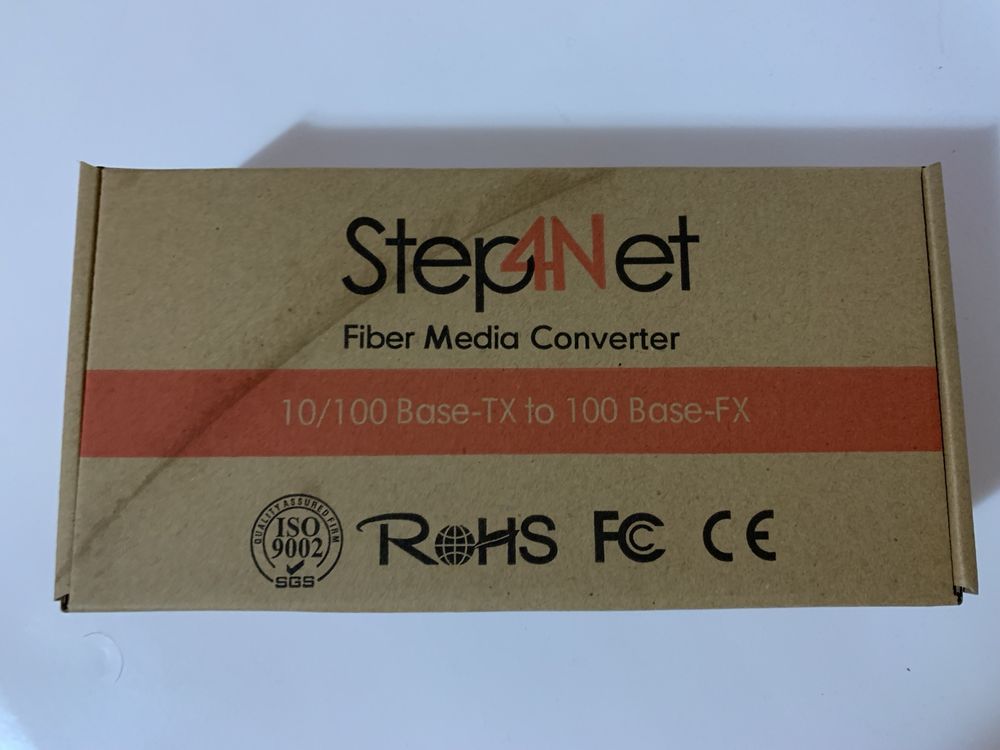 Step4Net
Fiber Media Converter
10/100 Base-TX to 100 Base-FX
QUALITY ASSURED FIRM
ISO
9002
SGS
RoHS
FC
CE